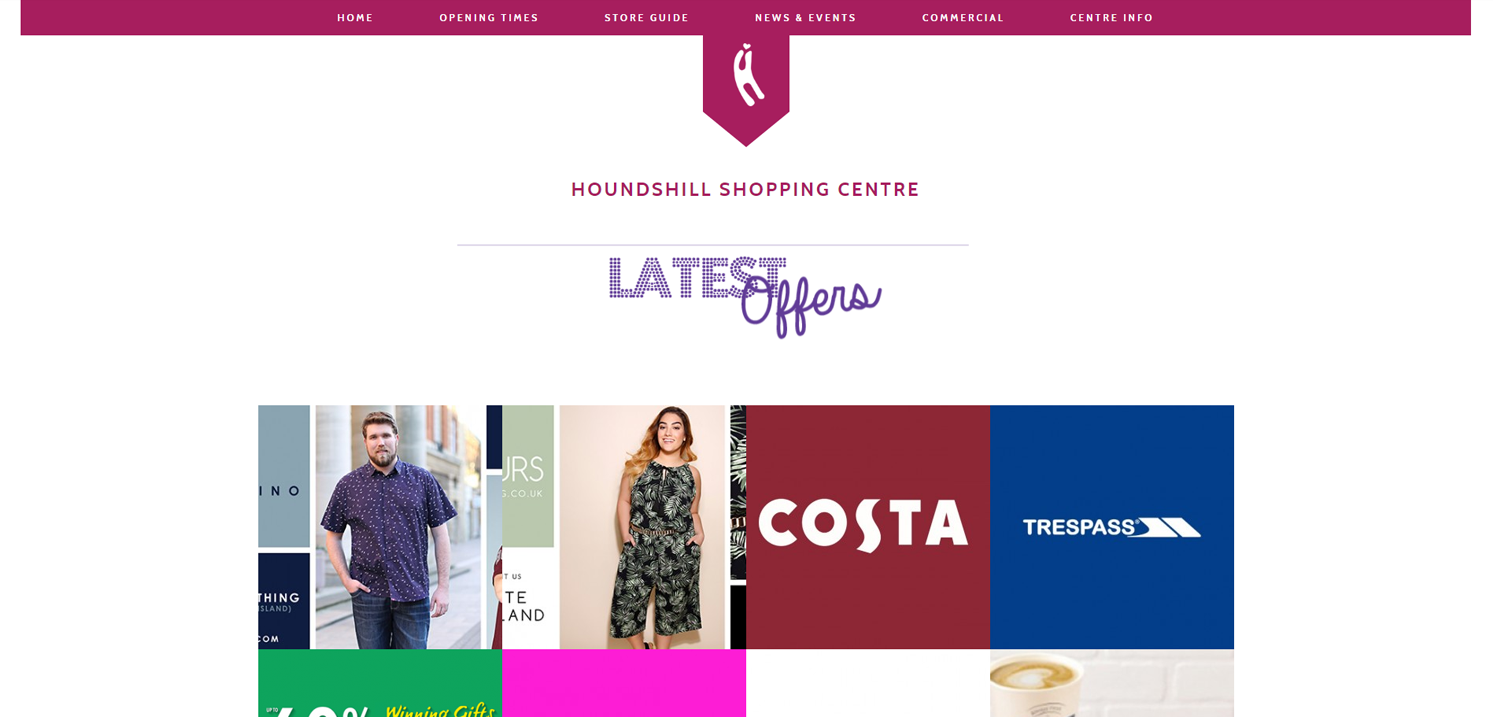 HOME OPENING TIMES STORE GUIDE NEWS & EVENTS COMMERCIAL CENTRE INFO
HOUNDSHILL SHOPPING CENTRE
LATEST
Offers
INO
THING
ISLAND)
COM
URS
G.CO.UK
T US
TE
LAND
COSTA
TRESPASS
UP TO
Winning Gifts